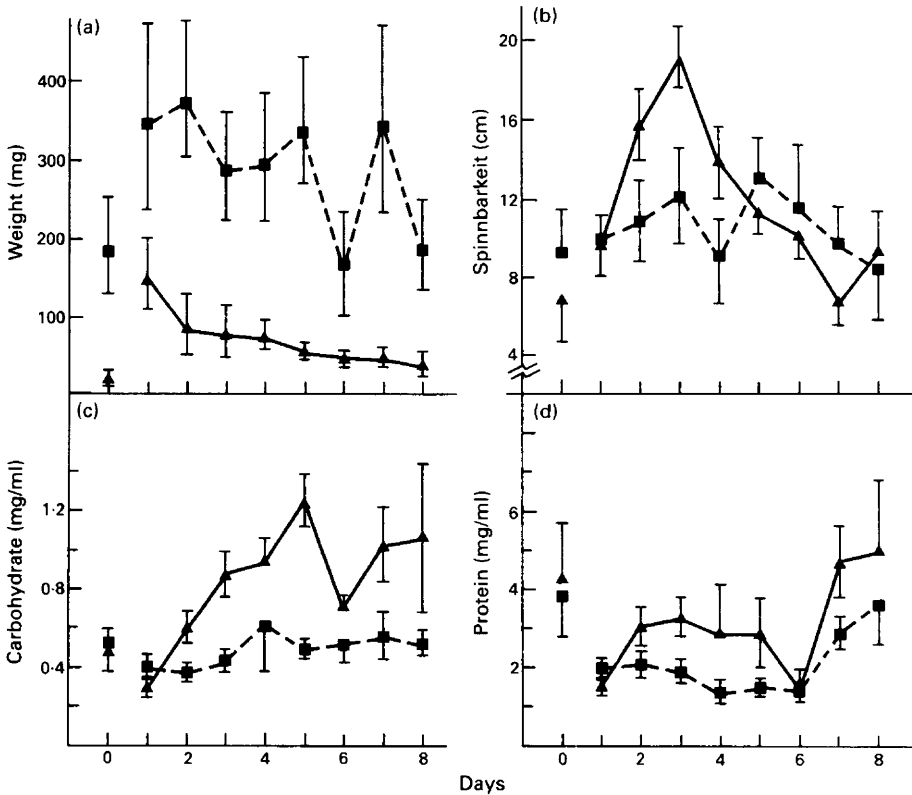 (a)
400
300
200
100
Weight (mg)
(b)
20
16
12
8
4
Spinnbarkeit (cm)
(c)
1·2
0·8
0·4
Carbohydrate (mg/ml)
0 2 4 6 8
(d)
6
4
2
Protein (mg/ml)
0 2 4 6 8
Days